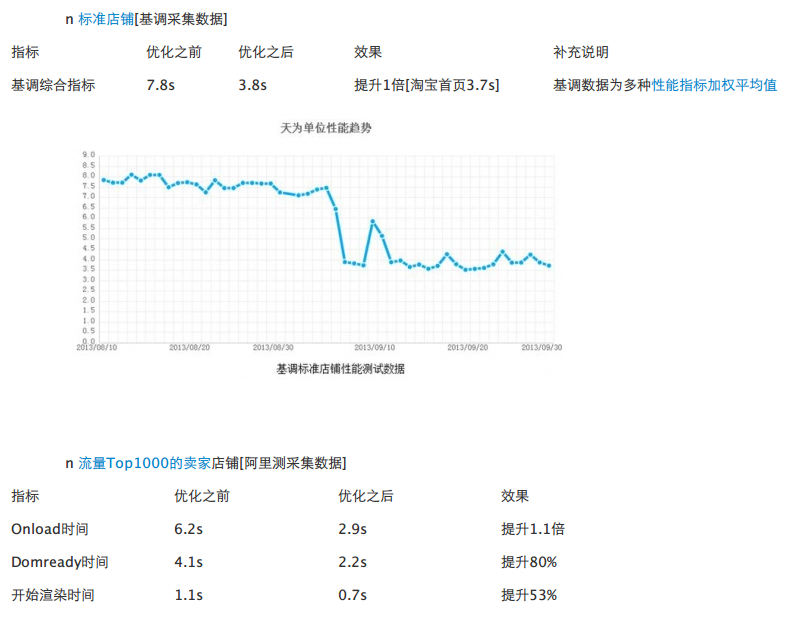 n 标准店铺[基调采集数据]
指标 优化之前 优化之后 效果 补充说明
基调综合指标 7.8s 3.8s 提升1倍[淘宝首页3.7s] 基调数据为多种性能指标加权平均值
天为单位性能趋势
9.0
8.5
8.0
7.5
7.0
6.5
6.0
5.5
5.0
4.5
4.0
3.5
3.0
2.5
2.0
1.5
1.0
0.5
0.0
2013/08/10 2013/08/20 2013/08/30 2013/09/10 2013/09/20 2013/09/30
基调标准店铺性能测试数据
n 流量Top1000的卖家店铺[阿里测采集数据]
指标 优化之前 优化之后 效果
Onload时间 6.2s 2.9s 提升1.1倍
Domready时间 4.1s 2.2s 提升80%
开始渲染时间 1.1s 0.7s 提升53%